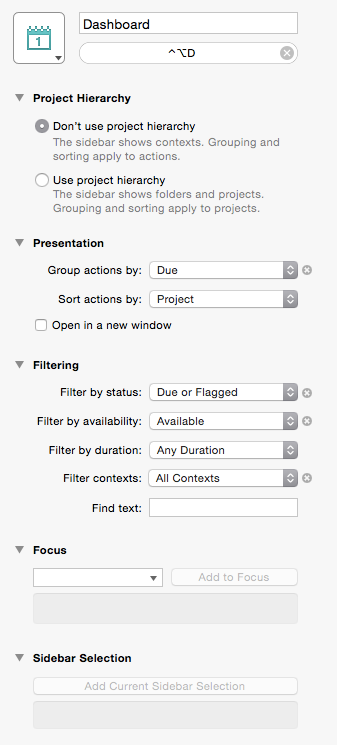 1
Dashboard
^⌥D
Project Hierarchy
Don't use project hierarchy
The sidebar shows contexts. Grouping and
sorting apply to actions.
Use project hierarchy
The sidebar shows folders and projects.
Grouping and sorting apply to projects.
Presentation
Group actions by: Due
Sort actions by: Project
Open in a new window
Filtering
Filter by status: Due or Flagged
Filter by availability: Available
Filter by duration: Any Duration
Filter contexts: All Contexts
Find text:
Focus
Add to Focus
Sidebar Selection
Add Current Sidebar Selection